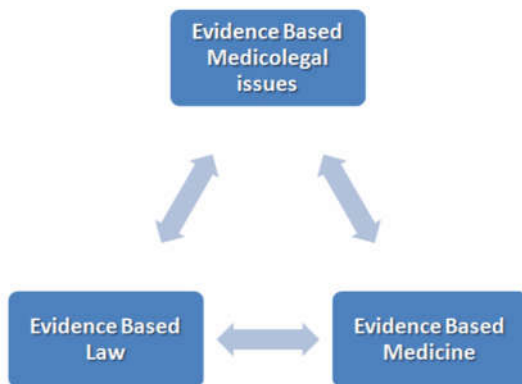 Evidence Based
Medicolegal
issues
Evidence Based
Law
Evidence Based
Medicine